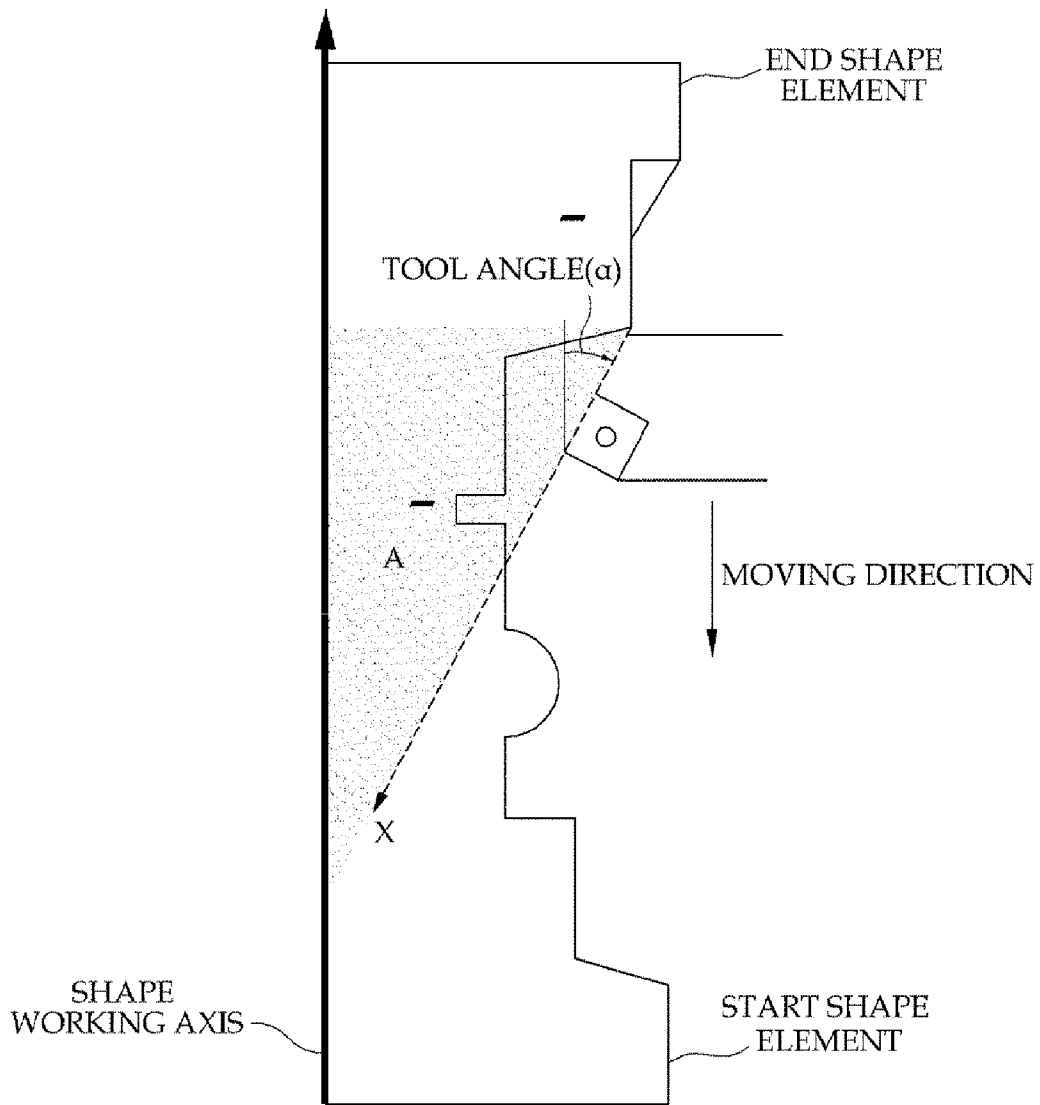 END SHAPE
ELEMENT
TOOL ANGLE(α)
A
MOVING DIRECTION
X
SHAPE
WORKING AXIS
START SHAPE
ELEMENT